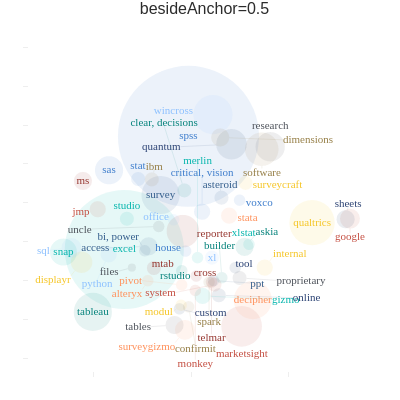 besideAnchor=0.5
wincross
clear, decisions
research
spss
dimensions
quantum
merlin
stat ibm
sas
critical, vision
software
ms
asteroid
surveycraft
survey
studio
voxco
sheets
jmp
office
stata
qualtrics
uncle
reporter xlstat askia
google
bi, power
access excel
house
builder
sql snap
xl
internal
files
mtab
tool
displayr
python
pivot
rstudio
cross
ppt
proprietary
alteryx
system
decipher gizmo
online
tableau
modul
custom
tables
spark
telmar
surveygizmo
confirmit
marketsight
monkey